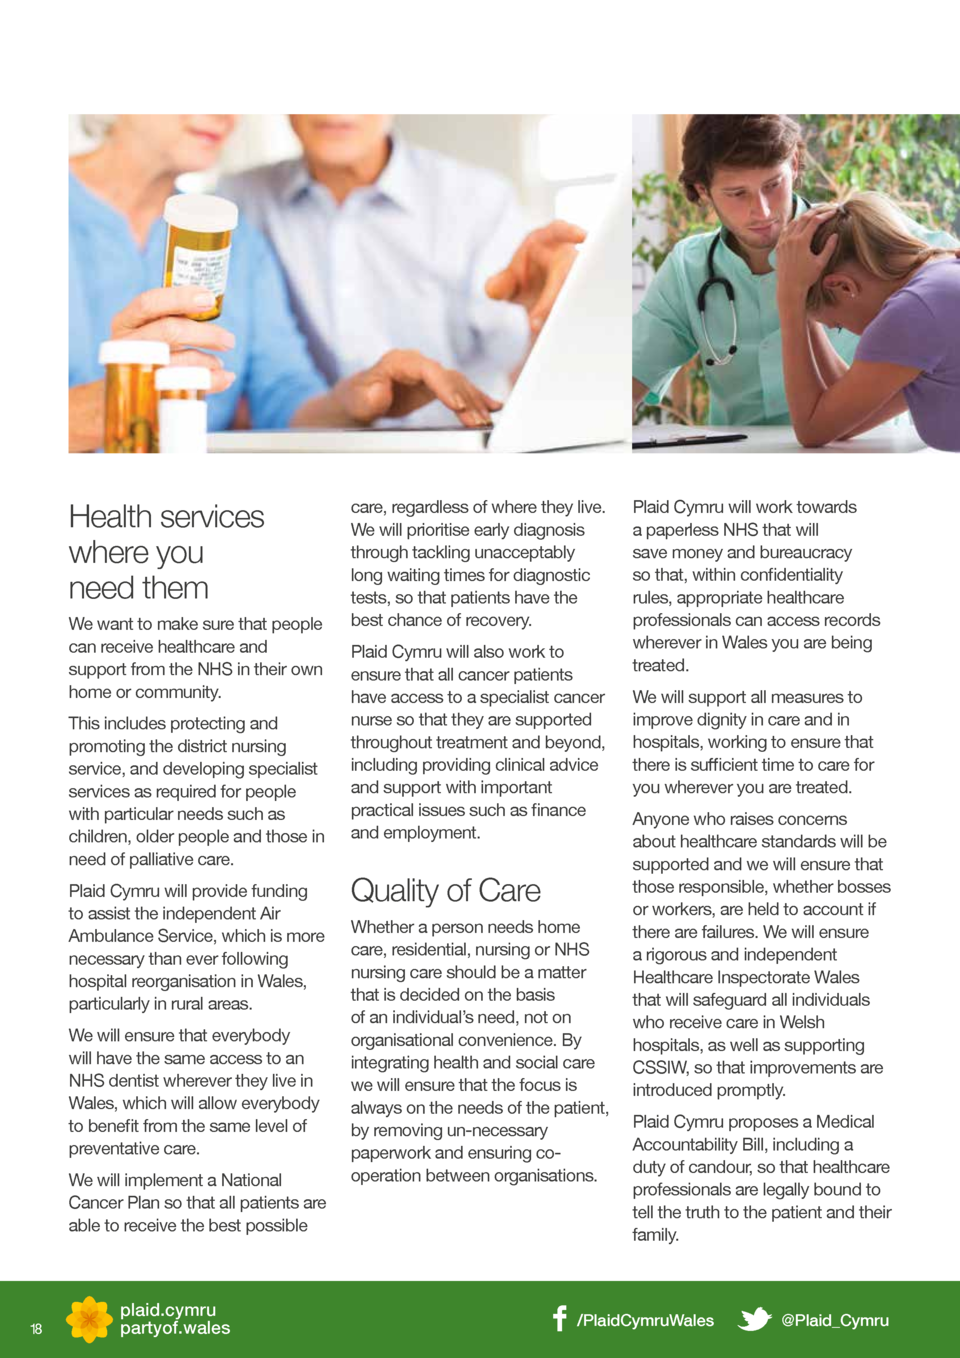 Health services
where you
need them
We want to make sure that people
can receive healthcare and
support from the NHS in their own
home or community.
This includes protecting and
promoting the district nursing
service, and developing specialist
services as required for people
with particular needs such as
children, older people and those in
need of palliative care.
Plaid Cymru will provide funding
to assist the independent Air
Ambulance Service, which is more
necessary than ever following
hospital reorganisation in Wales,
particularly in rural areas.
We will ensure that everybody
will have the same access to an
NHS dentist wherever they live in
Wales, which will allow everybody
to benefit from the same level of
preventative care.
We will implement a National
Cancer Plan so that all patients are
able to receive the best possible
care, regardless of where they live.
We will prioritise early diagnosis
through tackling unacceptably
long waiting times for diagnostic
tests, so that patients have the
best chance of recovery.
Plaid Cymru will also work to
ensure that all cancer patients
have access to a specialist cancer
nurse so that they are supported
throughout treatment and beyond,
including providing clinical advice
and support with important
practical issues such as finance
and employment.
Quality of Care
Whether a person needs home
care, residential, nursing or NHS
nursing care should be a matter
that is decided on the basis
of an individual's need, not on
organisational convenience. By
integrating health and social care
we will ensure that the focus is
always on the needs of the patient,
by removing un-necessary
paperwork and ensuring co-
operation between organisations.
Plaid Cymru will work towards
a paperless NHS that will
save money and bureaucracy
so that, within confidentiality
rules, appropriate healthcare
professionals can access records
wherever in Wales you are being
treated.
We will support all measures to
improve dignity in care and in
hospitals, working to ensure that
there is sufficient time to care for
you wherever you are treated.
Anyone who raises concerns
about healthcare standards will be
supported and we will ensure that
those responsible, whether bosses
or workers, are held to account if
there are failures. We will ensure
a rigorous and independent
Healthcare Inspectorate Wales
that will safeguard all individuals
who receive care in Welsh
hospitals, as well as supporting
CSSIW, so that improvements are
introduced promptly.
Plaid Cymru proposes a Medical
Accountability Bill, including a
duty of candour, so that healthcare
professionals are legally bound to
tell the truth to the patient and their
family.
18
plaid.cymru
partyof.wales
/PlaidCymruWales
@Plaid_Cymru